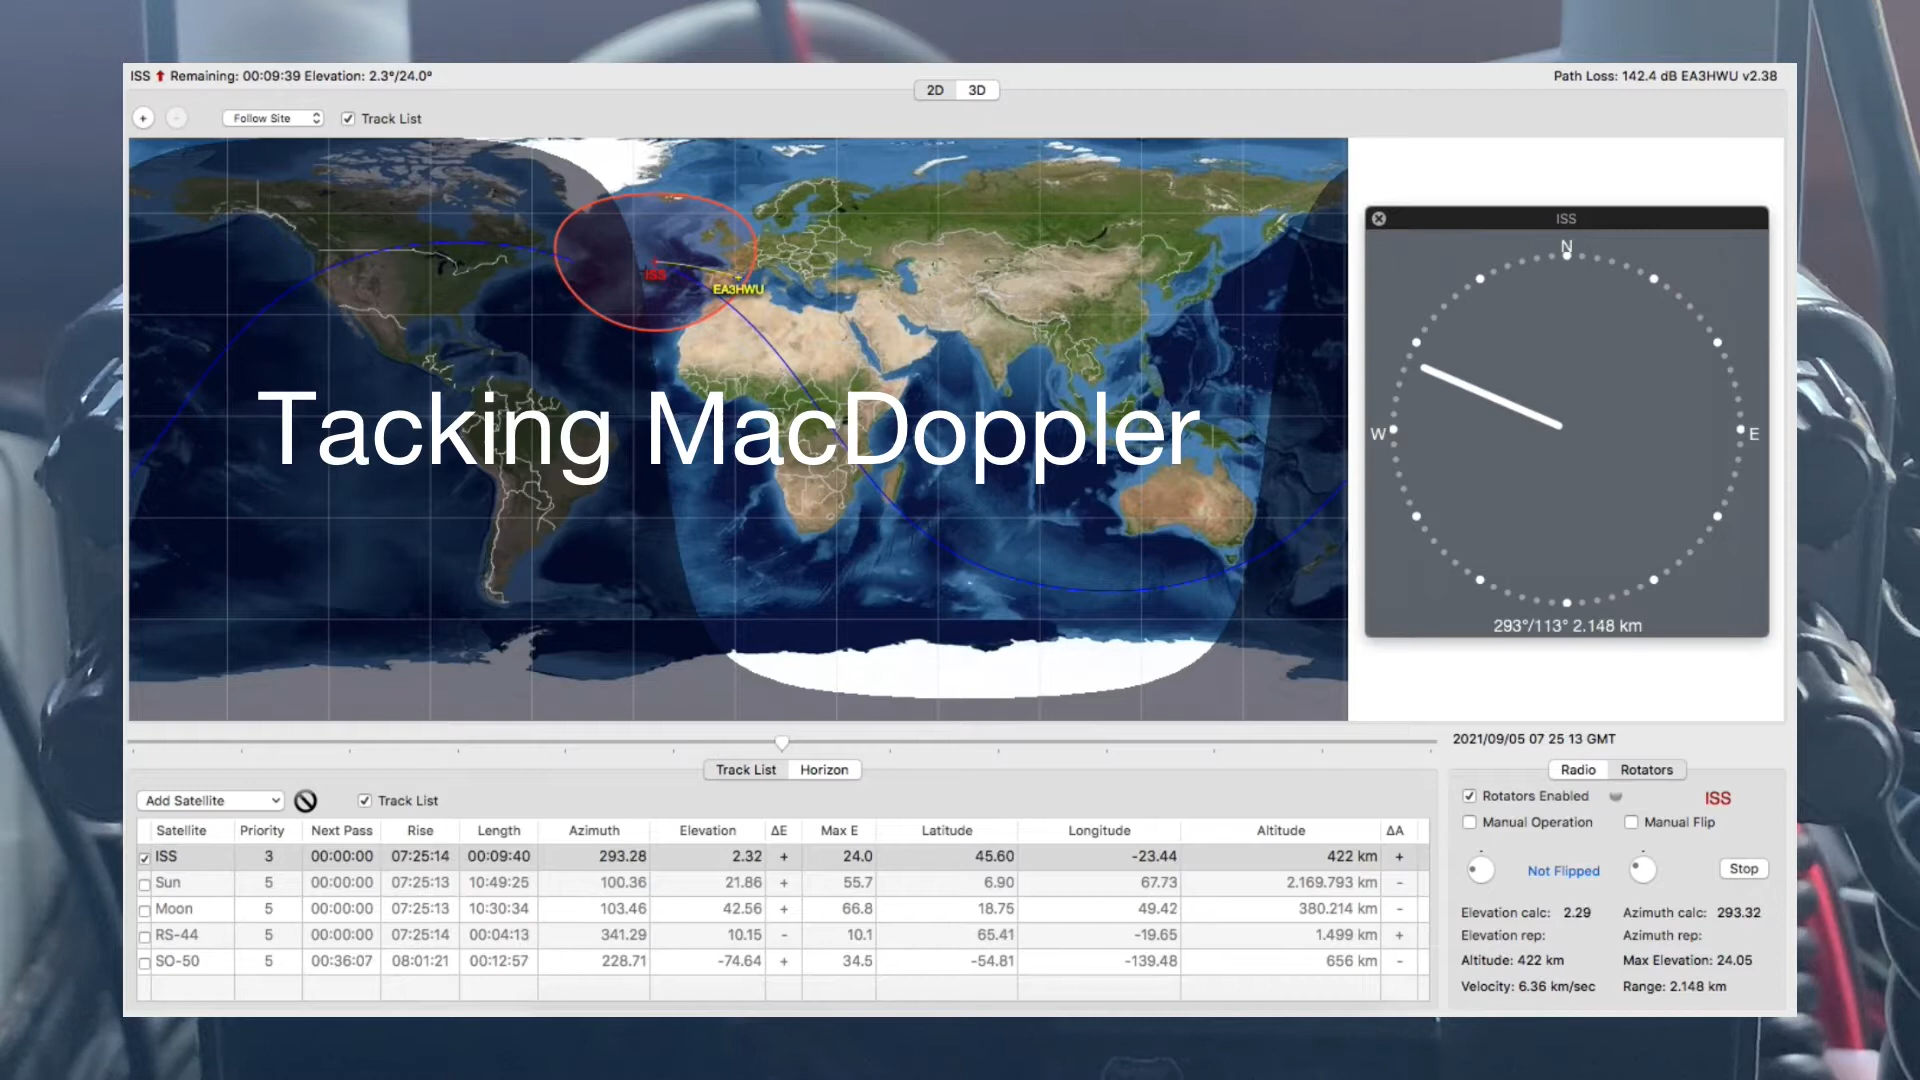 ISS ↑ Remaining: 00:09:39 Elevation: 2.3°/24.0°
Path Loss: 142.4 dB EA3HWU v2.38
2D 3D
+ -
Follow Site
Track List
ISS
N
W
E
293°/113° 2.148 km
ISS
EA3HWU
Tacking MacDoppler
2021/09/05 07 25 13 GMT
Track List Horizon
Add Satellite
Track List
Satellite Priority Next Pass Rise Length Azimuth Elevation ΔE Max E Latitude Longitude Altitude ΔA
ISS 3 00:00:00 07:25:14 00:09:40 293.28 2.32 + 24.0 45.60 -23.44 422 km +
Sun 5 00:00:00 07:25:13 10:49:25 100.36 21.86 + 55.7 6.90 67.73 2.169.793 km -
Moon 5 00:00:00 07:25:13 10:30:34 103.46 42.56 + 66.8 18.75 49.42 380.214 km -
RS-44 5 00:00:00 07:25:14 00:04:13 341.29 10.15 - 10.1 65.41 -19.65 1.499 km +
SO-50 5 00:36:07 08:01:21 00:12:57 228.71 -74.64 + 34.5 -54.81 -139.48 656 km -
Radio Rotators
Rotators Enabled
ISS
Manual Operation
Manual Flip
Not Flipped
Stop
Elevation calc: 2.29
Azimuth calc: 293.32
Elevation rep:
Azimuth rep:
Altitude: 422 km
Max Elevation: 24.05
Velocity: 6.36 km/sec
Range: 2.148 km